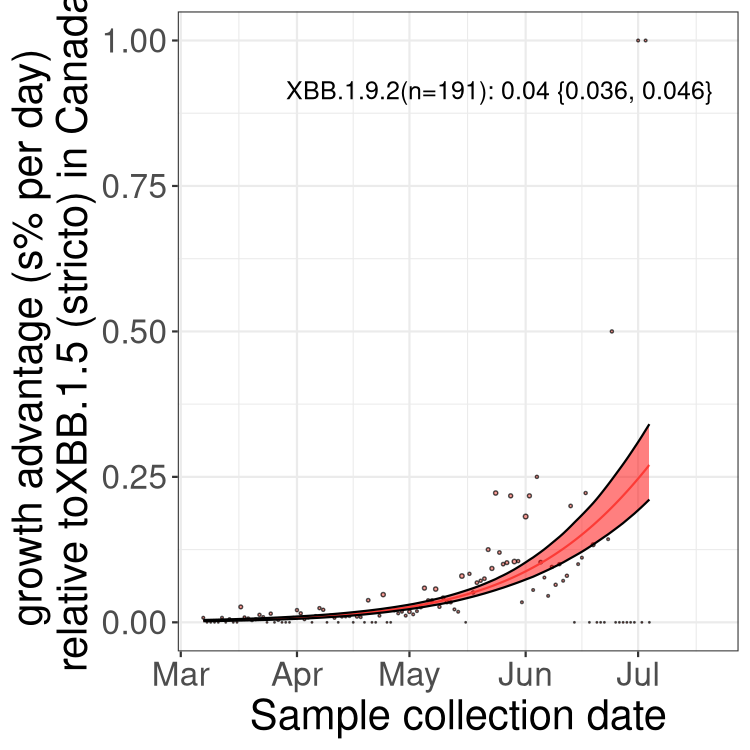 growth advantage (s% per day)
relative toXBB.1.5 (stricto) in Canada
1.00
0.75
0.50
0.25
0.00
XBB.1.9.2(n=191): 0.04 {0.036, 0.046}
Mar Apr May Jun Jul
Sample collection date